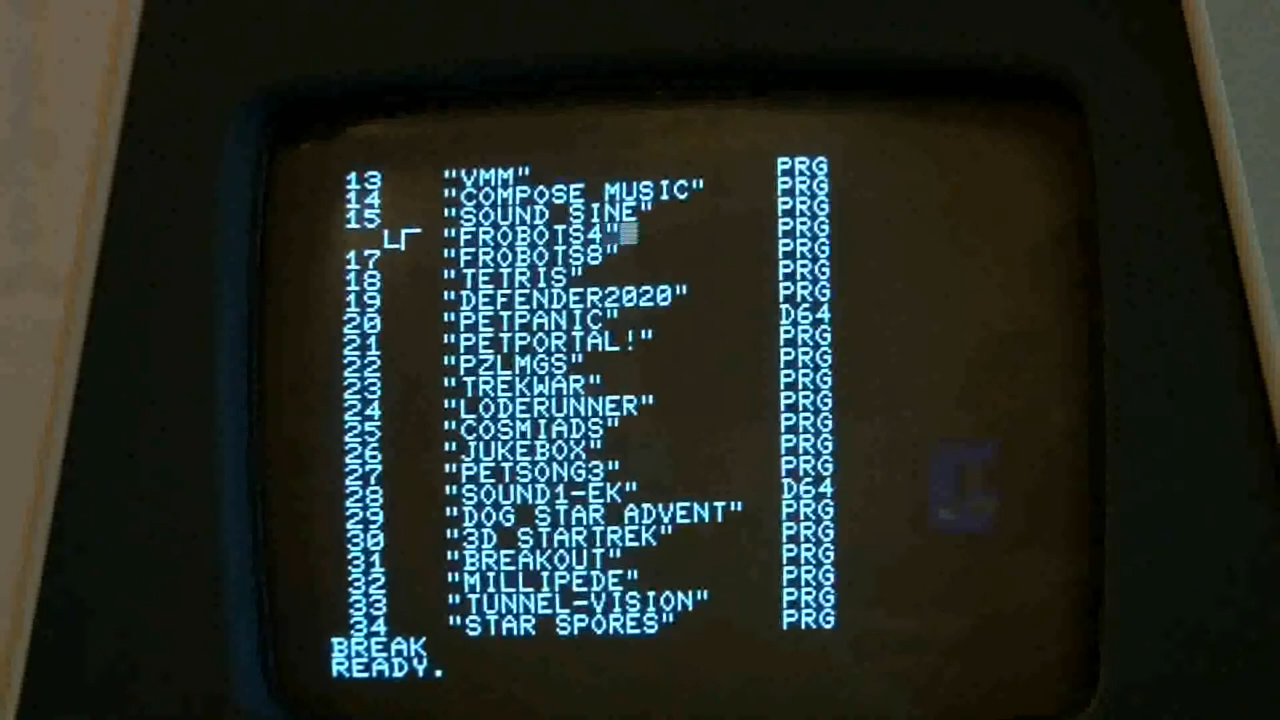 13 "VMM" PRG
14 "COMPOSE MUSIC" PRG
15 "SOUND SINE" PRG
"FROBOTS4" PRG
17 "FROBOTS8" PRG
18 "TETRIS" PRG
19 "DEFENDER2020" PRG
20 "PETPANIC" D64
21 "PETPORTAL!" PRG
22 "PZLMGS" PRG
23 "TREKWAR" PRG
24 "LODERUNNER" PRG
25 "COSMIADS" PRG
26 "JUKEBOX" PRG
27 "PETSONG3" PRG
28 "SOUND1-EK" D64
29 "DOG STAR ADVENT" PRG
30 "3D STARTREK" PRG
31 "BREAKOUT" PRG
32 "MILLIPEDE" PRG
33 "TUNNEL-VISION" PRG
34 "STAR SPORES" PRG
BREAK
READY.